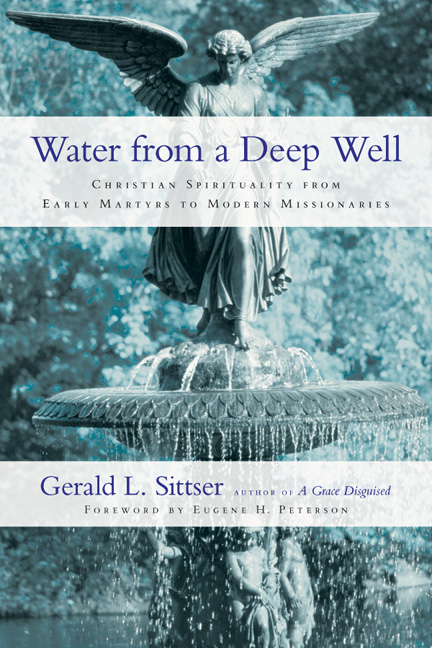 Water from a Deep Well
Christian Spirituality from
Early Martyrs to Modern Missionaries
Gerald L. Sittser author of A Grace Disguised
Foreword by Eugene H. Peterson